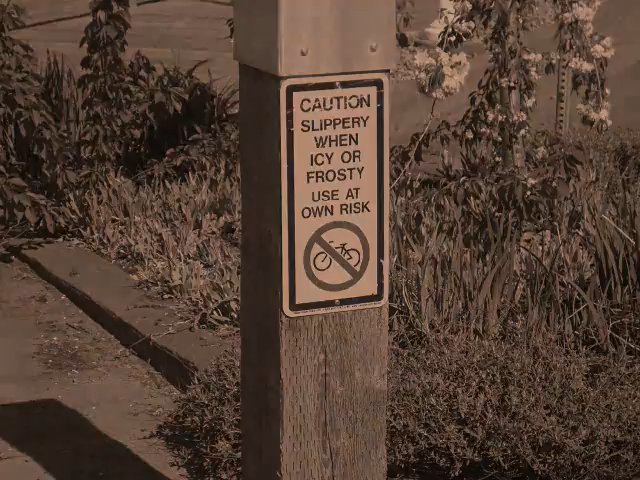 CAUTION
SLIPPERY
WHEN
ICY OR
FROSTY
USE AT
OWN RISK